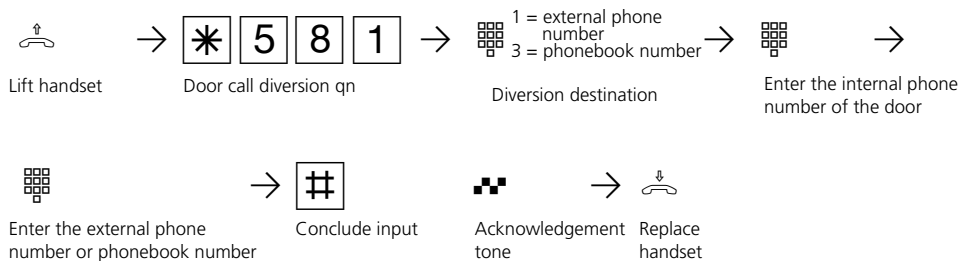 1 = external phone
number
3 = phonebook number
* 5 8 1
Lift handset
Door call diversion qn
Diversion destination
Enter the internal phone
number of the door
#
Enter the external phone
number or phonebook number
Conclude input
Acknowledgement
tone
Replace
handset